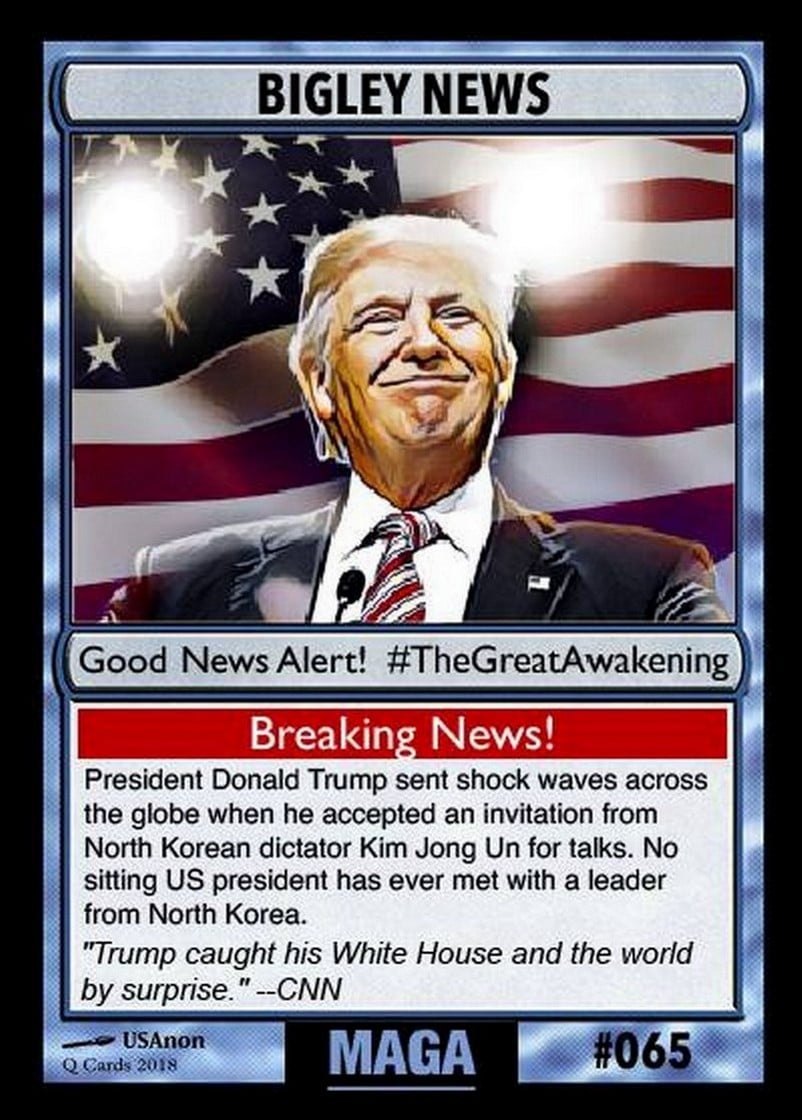 BIGLEY NEWS
Good News Alert! #TheGreatAwakening
Breaking News!
President Donald Trump sent shock waves across
the globe when he accepted an invitation from
North Korean dictator Kim Jong Un for talks. No
sitting US president has ever met with a leader
from North Korea.
"Trump caught his White House and the world
by surprise." --CNN
USAnon
Q Cards 2018
MAGA
#065